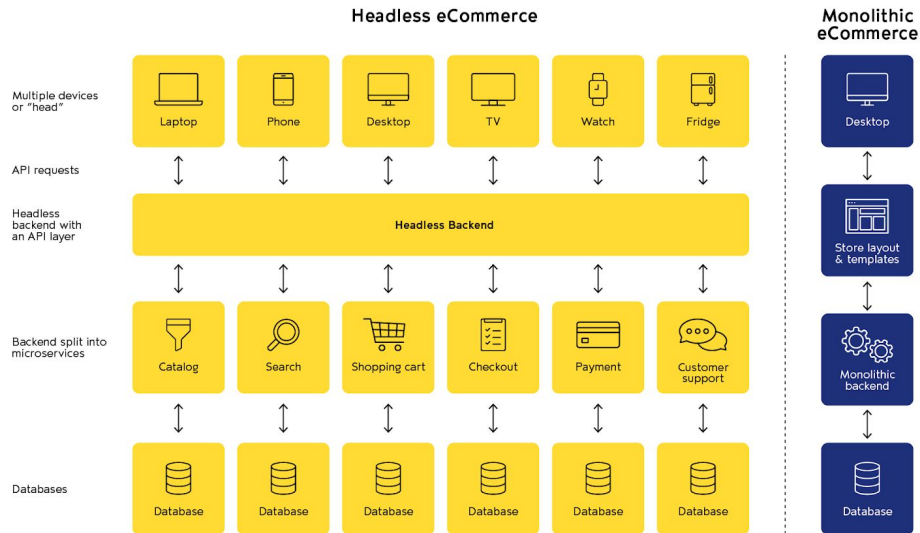 Headless eCommerce
Monolithic
eCommerce
Multiple devices
or "head"
Laptop
Phone
Desktop
TV
Watch
Fridge
Desktop
API requests
Headless
backend with
an API layer
Headless Backend
Store layout
& templates
Backend split into
microservices
Catalog
Search
Shopping cart
Checkout
Payment
Customer
support
Monolithic
backend
Databases
Database
Database
Database
Database
Database
Database
Database